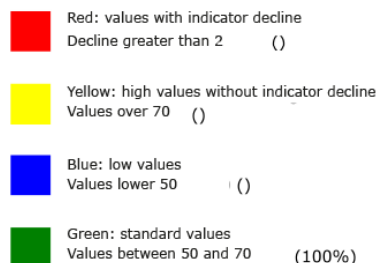 Red: values with indicator decline
Decline greater than 2 ()
Yellow: high values without indicator decline
Values over 70 ()
Blue: low values
Values lower 50 ()
Green: standard values
Values between 50 and 70 (100%)